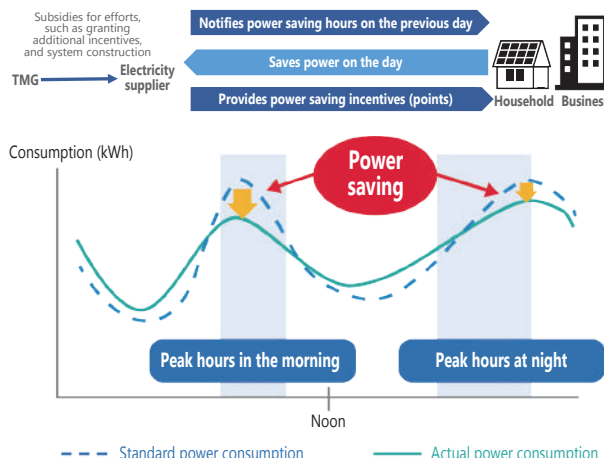 Subsidies for efforts,
such as granting
additional incentives,
and system construction
TMG
Electricity
supplier
Notifies power saving hours on the previous day
Saves power on the day
Provides power saving incentives (points)
Household
Busines
Consumption (kWh)
Power
saving
Peak hours in the morning
Peak hours at night
Noon
Standard power consumption
Actual power consumption